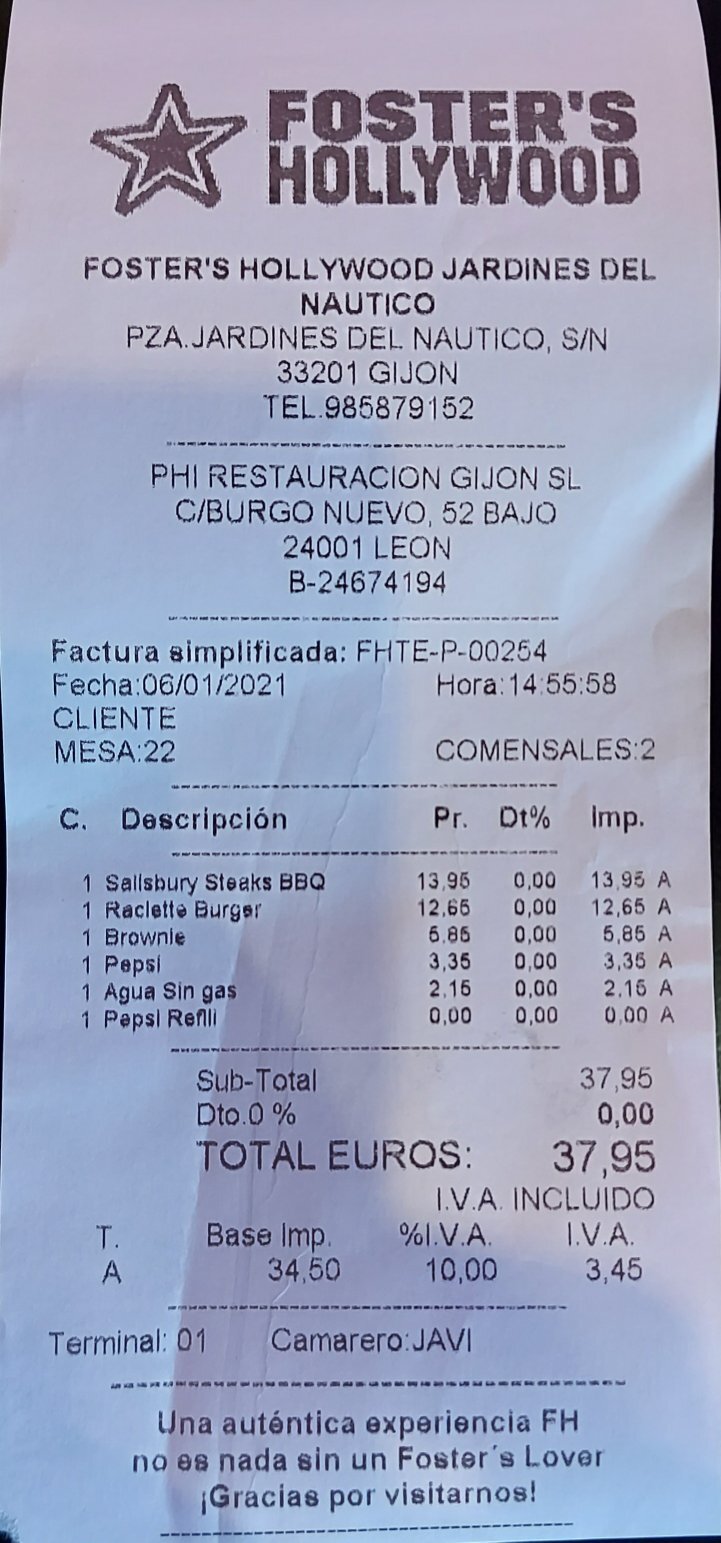 FOSTER'S
HOLLYWOOD
FOSTER'S HOLLYWOOD JARDINES DEL
NAUTICO
PZA.JARDINES DEL NAUTICO, S/N
33201 GIJON
TEL.985879152
PHI RESTAURACION GIJON SL
C/BURGO NUEVO, 52 BAJO
24001 LEON
B-24674194
Factura simplificada: FHTE-P-00254
Fecha:06/01/2021 Hora:14:55:58
CLIENTE
MESA:22 COMENSALES:2
C. Descripción Pr. Dt% Imp.
1 Salisbury Steaks BBQ 13,95 0,00 13,95 A
1 Raclette Burger 12,65 0,00 12,65 A
1 Brownie 5,85 0,00 5,85 A
1 Pepsi 3,35 0,00 3,35 A
1 Agua Sin gas 2,15 0,00 2,15 A
1 Pepsi Refill 0,00 0,00 0,00 A
Sub-Total 37,95
Dto.0 % 0,00
TOTAL EUROS: 37,95
I.V.A. INCLUIDO
T. Base Imp. %I.V.A. I.V.A.
A 34,50 10,00 3,45
Terminal: 01 Camarero:JAVI
Una auténtica experiencia FH
no es nada sin un Foster´s Lover
¡Gracias por visitarnos!